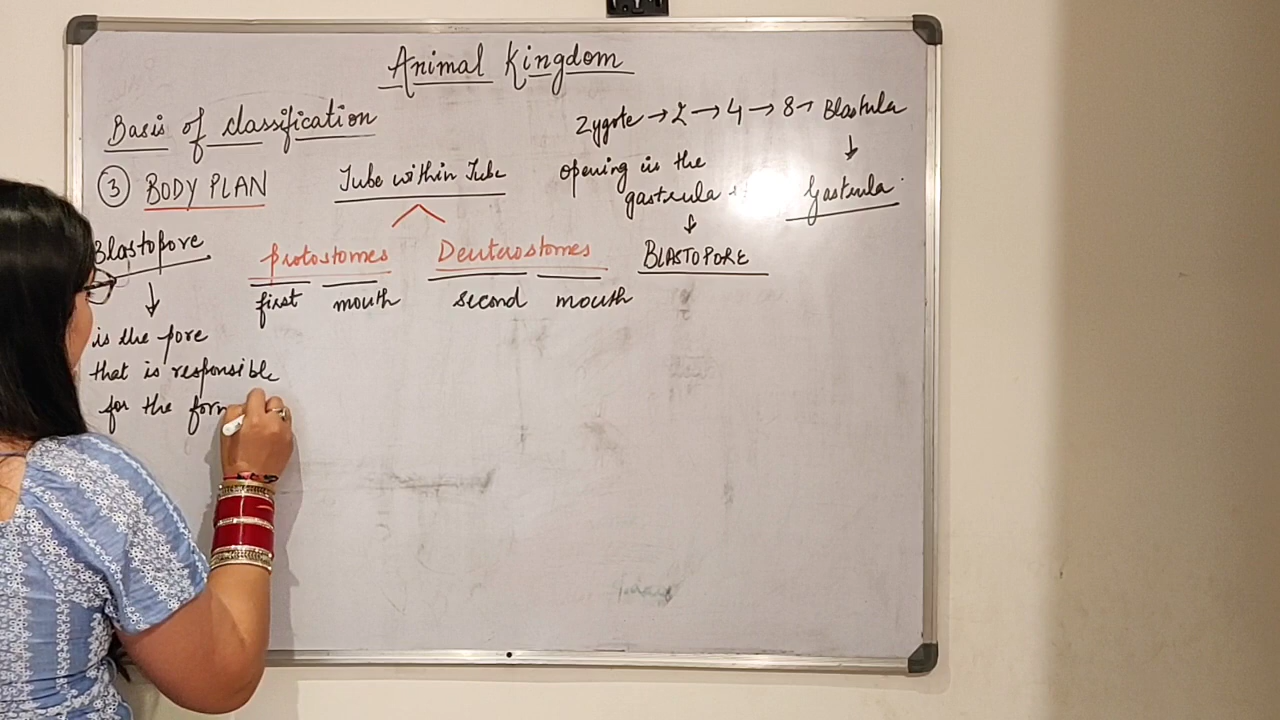 Animal Kingdom
Basis of classification
Zygote → 2 → 4 → 8 → Blastula
↓
Gastrula
③ BODY PLAN
Tube within Tube
opening in the
gastrula
↓
BLASTOPORE
Protostomes Deuterostomes
first mouth second mouth
Blastopore
↓
is the pore
that is responsible
for the form